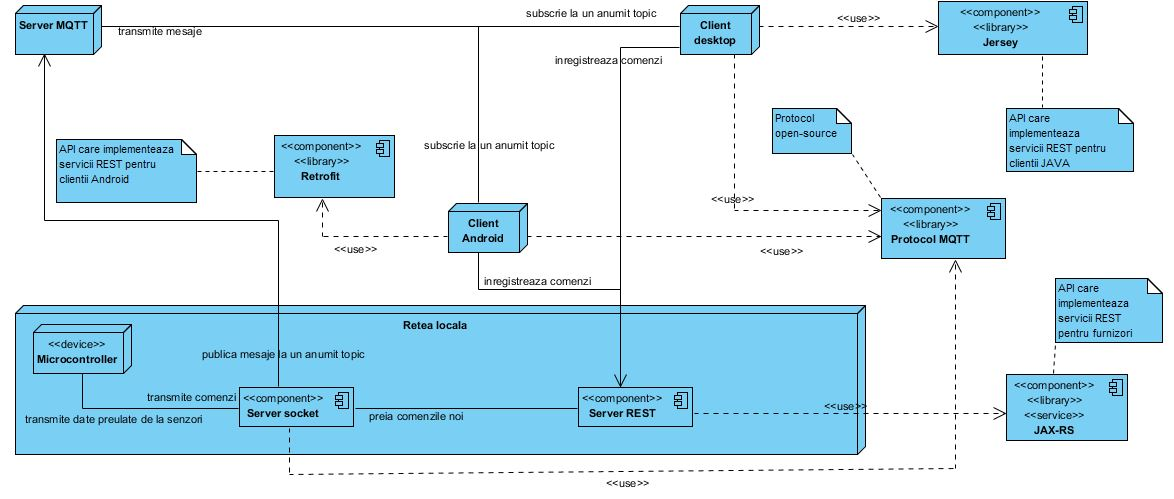 Server MQTT
transmite mesaje
subscrie la un anumit topic
Client
desktop
<<use>>
<<component>>
<<library>>
Jersey
inregistreaza comenzi
API care implementeaza
servicii REST pentru
clientii Android
<<component>>
<<library>>
Retrofit
subscrie la un anumit topic
Protocol
open-source
API care
implementeaza
servicii REST pentru
clientii JAVA
<<use>>
Client
Android
<<use>>
<<use>>
<<component>>
<<library>>
Protocol MQTT
inregistreaza comenzi
API care
implementeaza
servicii REST
pentru furnizori
Retea locala
<<device>>
Microcontroller
publica mesaje la un anumit topic
transmite comenzi
transmite date preulate de la senzori
<<component>>
Server socket
preia comenzile noi
<<component>>
Server REST
<<use>>
<<component>>
<<library>>
<<service>>
JAX-RS
<<use>>